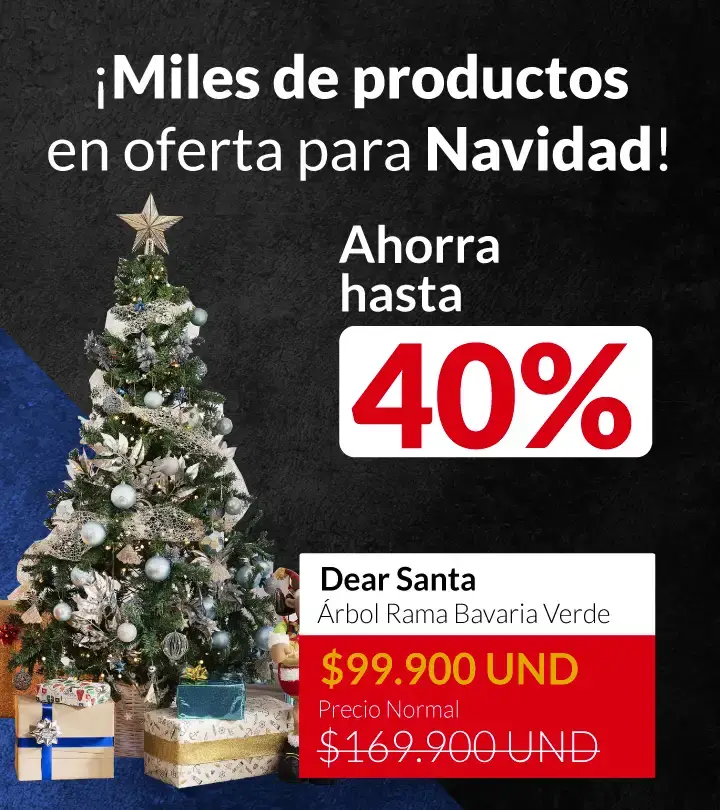 ¡Miles de productos
en oferta para Navidad!
Ahorra
hasta
40%
Dear Santa
Árbol Rama Bavaria Verde
$99.900 UND
Precio Normal
$169.900 UND